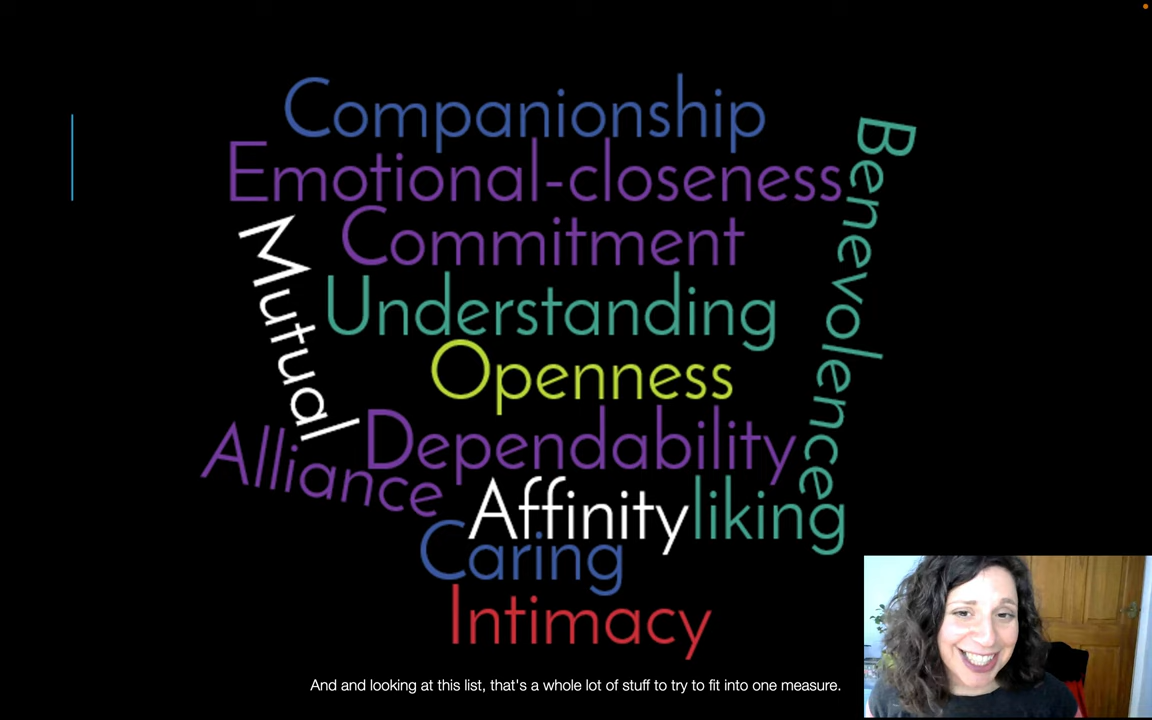 Companionship
Emotional-closeness
Benevolence
Mutual
Commitment
Understanding
Openness
Dependability
Alliance
Affinity
liking
Caring
Intimacy
And and looking at this list, that's a whole lot of stuff to try to fit into one measure.